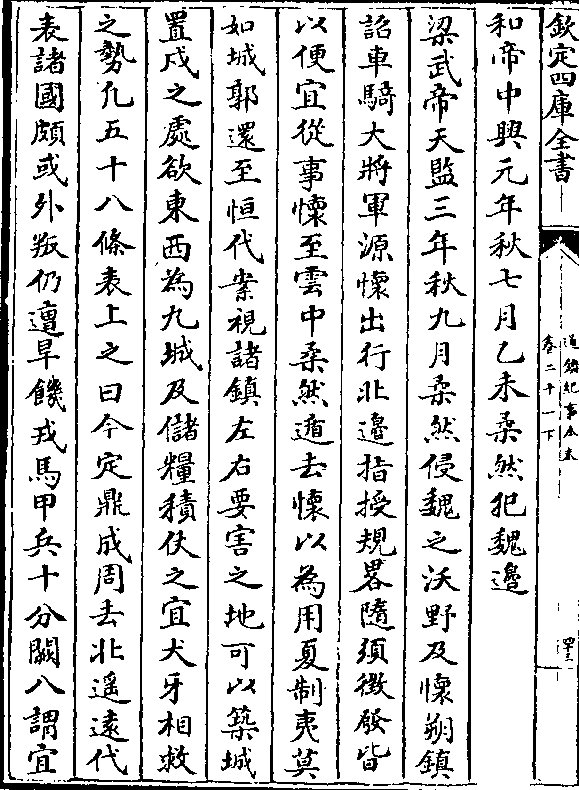 欽定四庫全書
通鑑紀事本末
卷二十一下
和帝中興元年秋七月乙未柔然犯魏邊
梁武帝天監三年秋九月柔然侵魏之沃野及懷朔鎮
詔車騎大將軍源懷出行北邊指授規畧隨須徵發皆
以便宜從事懷至雲中柔然遁去懷以為用夏制夷莫
如城郭還至恒代案視諸鎮左右要害之地可以築城
置戍之處欲東西為九城及儲糧積仗之宜犬牙相救
之勢凡五十八條表上之曰今定鼎成周去北遥遠代
表諸國頗或外叛仍遭旱饑戎馬甲兵十分闕八謂宜